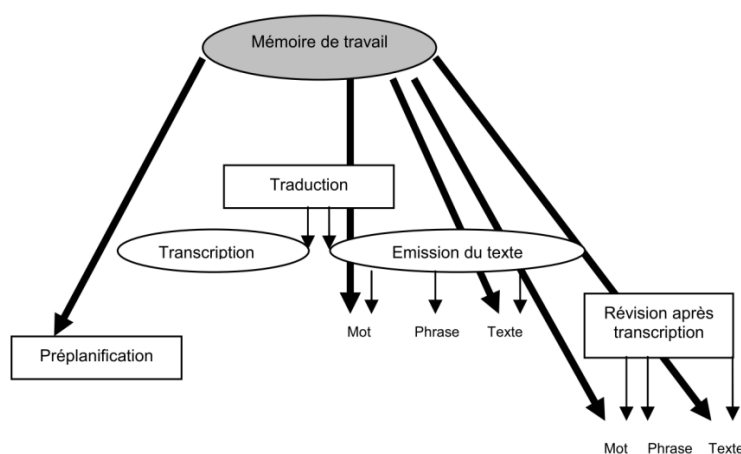 Mémoire de travail
Traduction
Transcription
Emission du texte
Mot
Phrase
Texte
Révision après
transcription
Préplanification
Mot
Phrase
Texte